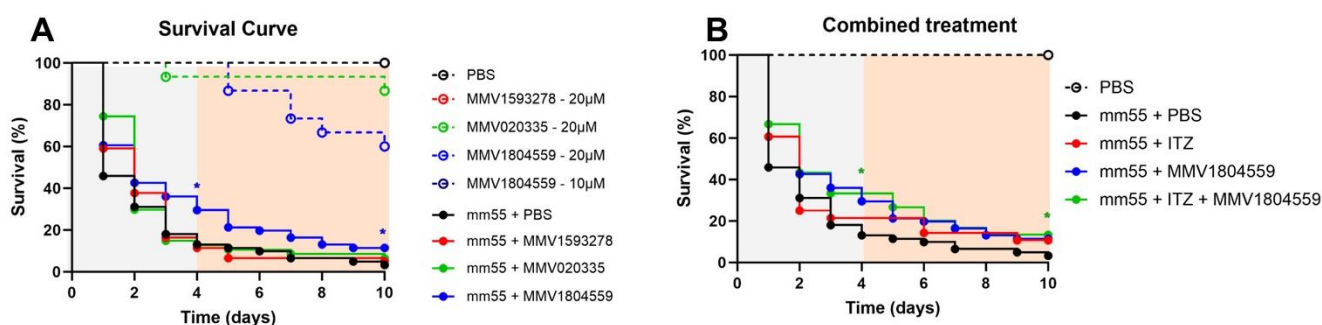 A
Survival Curve
Survival (%)
100
80
60
40
20
0
*
*
0 2 4 6 8 10
Time (days)
PBS
MMV1593278 - 20µM
MMV020335 - 20µM
MMV1804559 - 20µM
MMV1804559 - 10µM
mm55 + PBS
mm55 + MMV1593278
mm55 + MMV020335
mm55 + MMV1804559
B
Combined treatment
Survival (%)
100
80
60
40
20
0
*
*
0 2 4 6 8 10
Time (days)
PBS
mm55 + PBS
mm55 + ITZ
mm55 + MMV1804559
mm55 + ITZ + MMV1804559